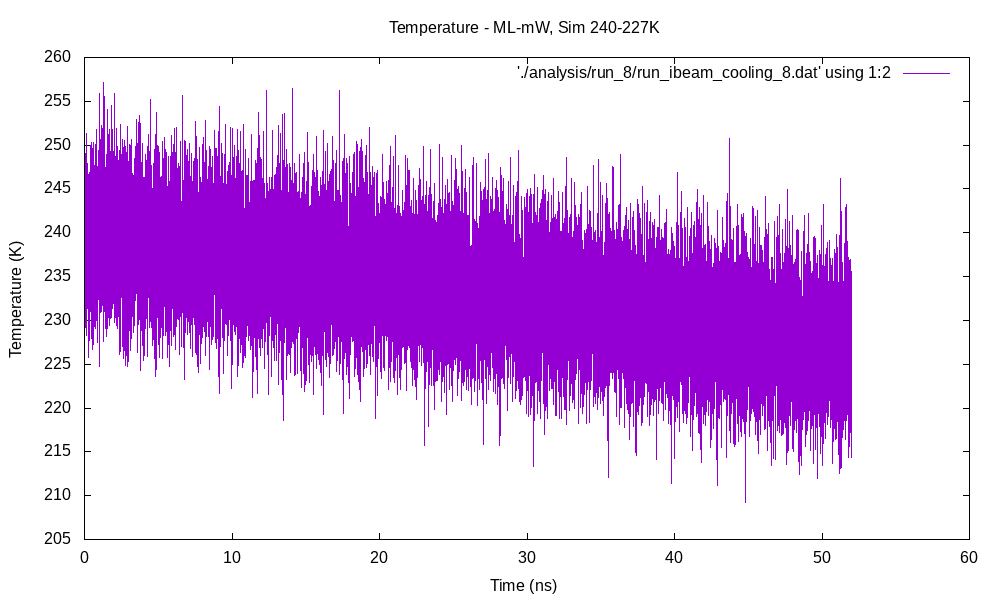 Temperature - ML-mW, Sim 240-227K
'./analysis/run_8/run_ibeam_cooling_8.dat' using 1:2
Temperature (K)
260
255
250
245
240
235
230
225
220
215
210
205
0 10 20 30 40 50 60
Time (ns)